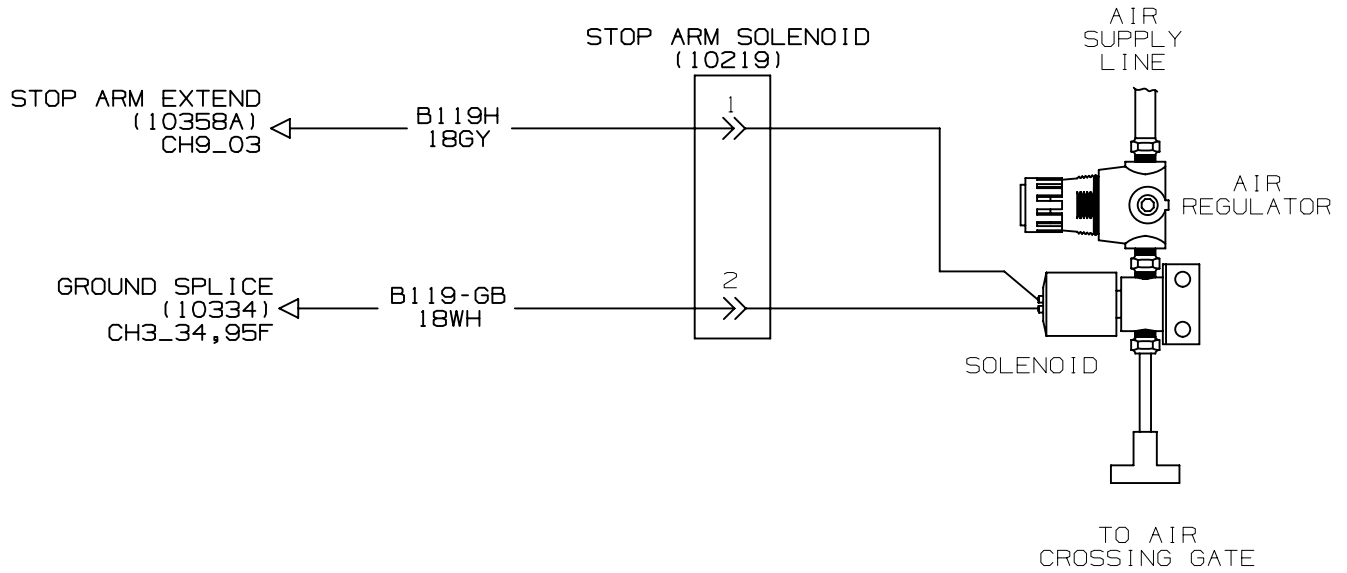 AIR
SUPPLY
LINE
STOP ARM SOLENOID
(10219)
STOP ARM EXTEND
(10358A)
CH9_03
B119H
18GY
1
AIR
REGULATOR
GROUND SPLICE
(10334)
CH3_34,95F
B119-GB
18WH
2
SOLENOID
TO AIR
CROSSING GATE